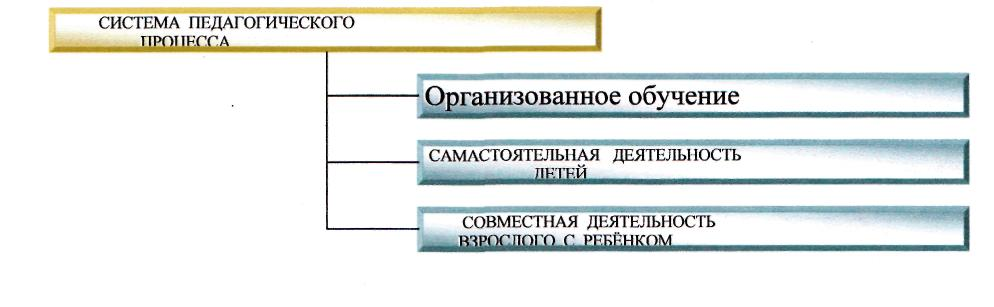 СИСТЕМА ПЕДАГОГИЧЕСКОГО
ПРОЦЕССА
Организованное обучение
САМАСТОЯТЕЛЬНАЯ ДЕЯТЕЛЬНОСТЬ
ДЕТЕЙ
СОВМЕСТНАЯ ДЕЯТЕЛЬНОСТЬ
ВЗРОСЛОГО С РЕБЁНКОМ